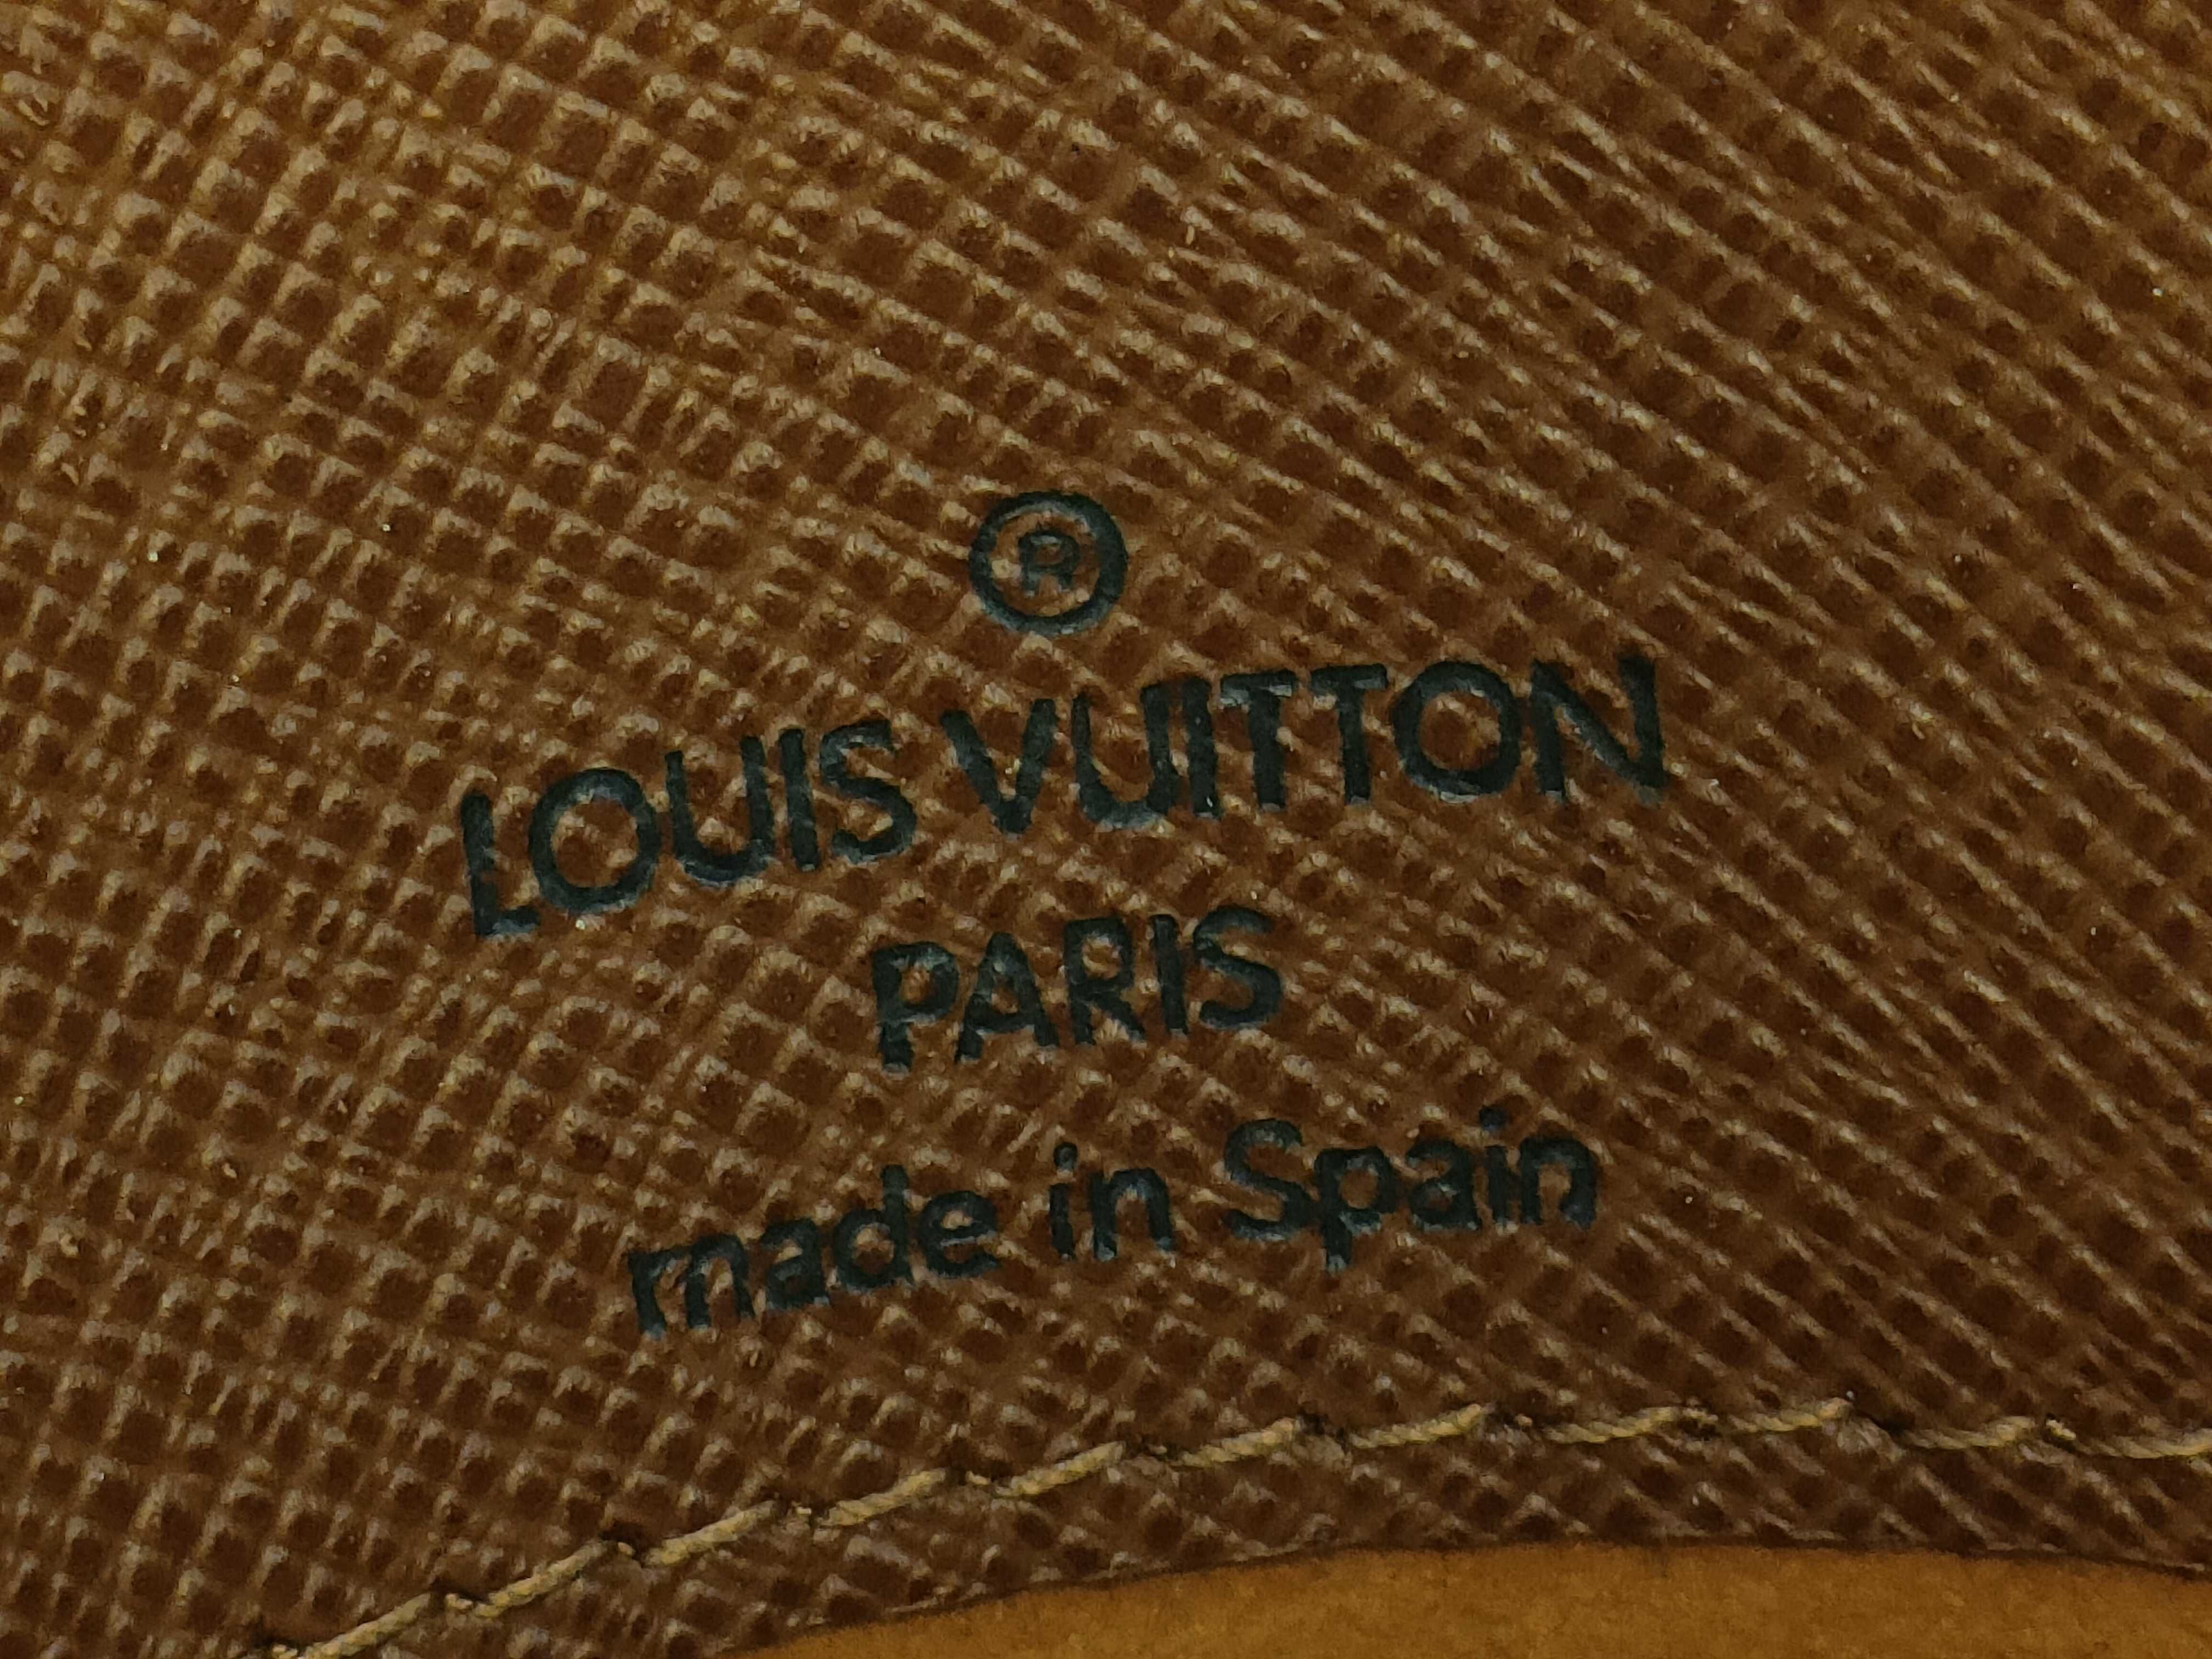 ®
LOUIS VUITTON
PARIS
made in Spain